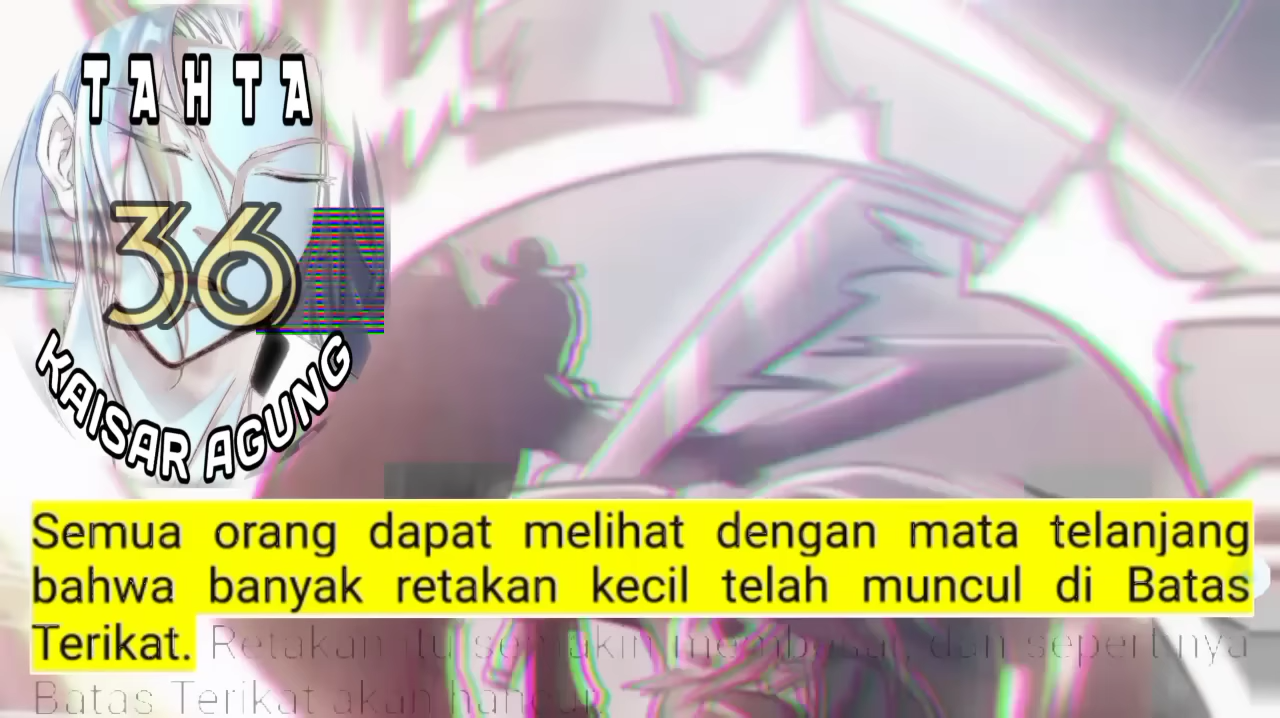 TAHTA
36
KAISAR AGUNG
Semua orang dapat melihat dengan mata telanjang
bahwa banyak retakan kecil telah muncul di Batas
Terikat. Retakan itu semakin membesar, dan sepertinya
Batas Terikat akan hancur.